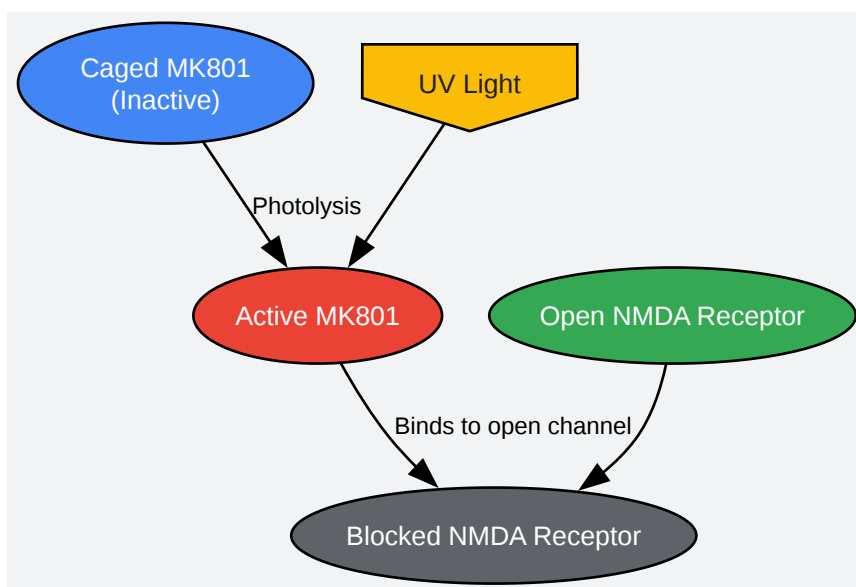 Caged MK801
(Inactive)
UV Light
Photolysis
Active MK801
Open NMDA Receptor
Binds to open channel
Blocked NMDA Receptor